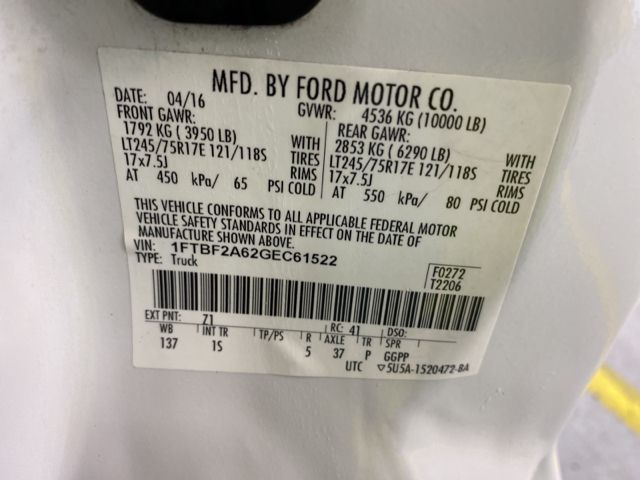 MFD. BY FORD MOTOR CO.
DATE: 04/16 GVWR: 4536 KG (10000 LB)
FRONT GAWR: REAR GAWR:
1792 KG ( 3950 LB) WITH 2853 KG ( 6290 LB) WITH
LT245/75R17E 121/118S TIRES LT245/75R17E 121/118S TIRES
17x7.5J RIMS 17x7.5J RIMS
AT 450 kPa/ 65 PSI COLD AT 550 kPa/ 80 PSI COLD
THIS VEHICLE CONFORMS TO ALL APPLICABLE FEDERAL MOTOR
VEHICLE SAFETY STANDARDS IN EFFECT ON THE DATE OF
MANUFACTURE SHOWN ABOVE.
VIN: 1FTBF2A62GEC61522
TYPE: Truck
F0272
T2206
EXT PNT: Z1 RC: 41 DSO:
WB INT TR TP/PS R AXLE TR SPR
137 1S 5 37 P GGPP
UTC ▽5U5A-1520472-BA